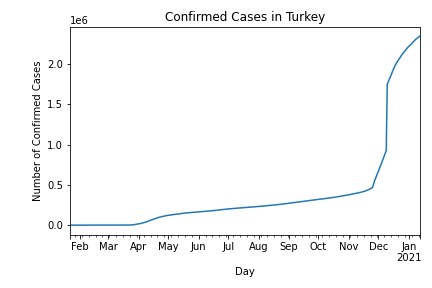 Confirmed Cases in Turkey
1e6
Number of Confirmed Cases
2.0
1.5
1.0
0.5
0.0
Feb Mar Apr May Jun Jul Aug Sep Oct Nov Dec Jan
2021
Day